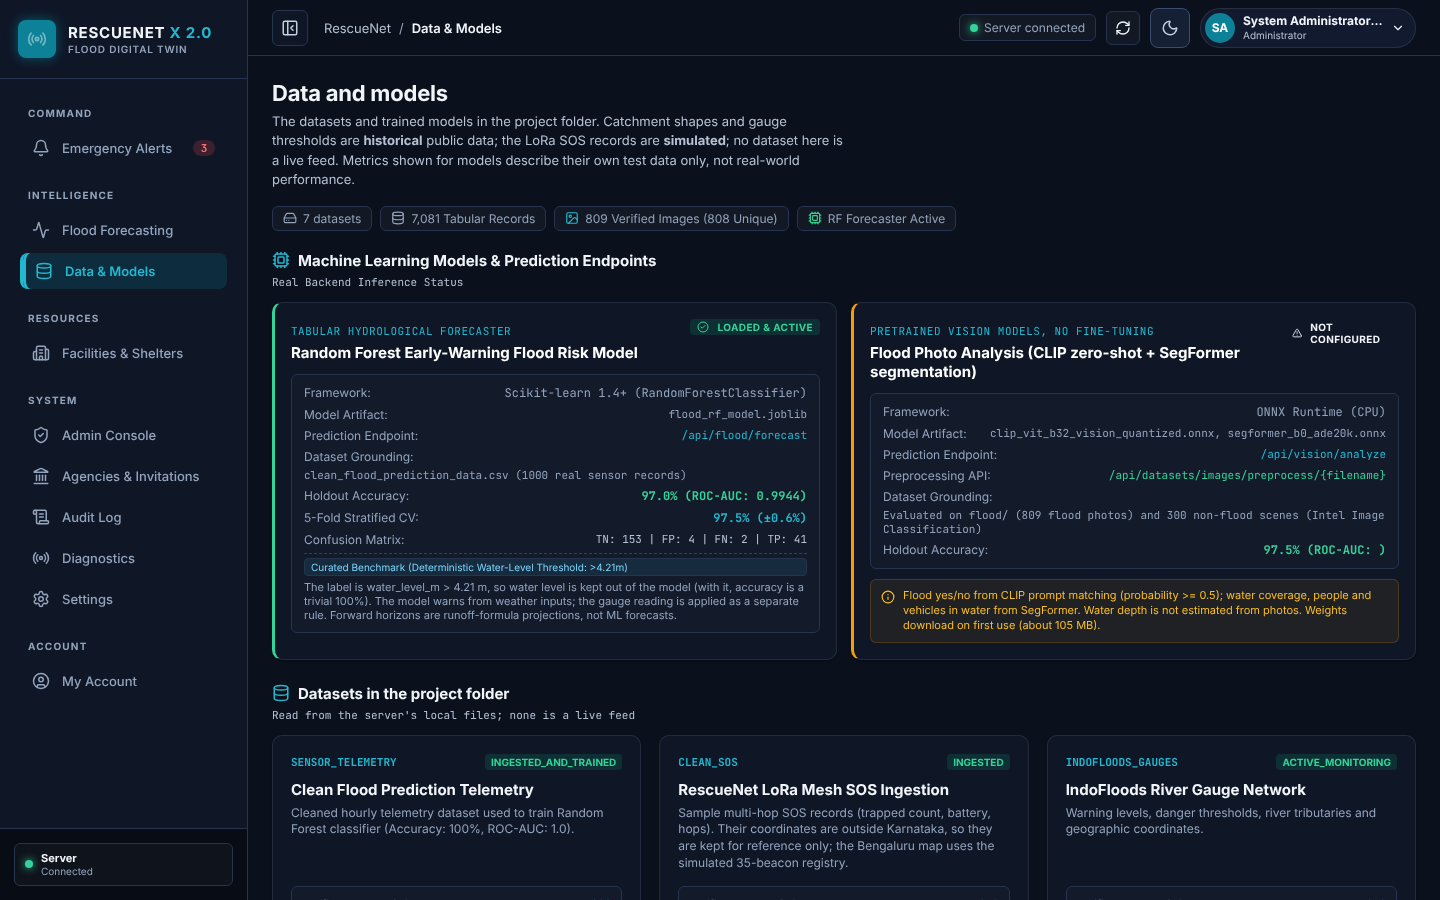 RESCUENET X 2.0
FLOOD DIGITAL TWIN
COMMAND
Emergency Alerts 3
INTELLIGENCE
Flood Forecasting
Data & Models
RESOURCES
Facilities & Shelters
SYSTEM
Admin Console
Agencies & Invitations
Audit Log
Diagnostics
Settings
ACCOUNT
My Account
Server
Connected
RescueNet / Data & Models
Server connected
SA
System Administrator...
Administrator
Data and models
The datasets and trained models in the project folder. Catchment shapes and gauge
thresholds are historical public data; the LoRa SOS records are simulated; no dataset here is
a live feed. Metrics shown for models describe their own test data only, not real-world
performance.
7 datasets
7,081 Tabular Records
809 Verified Images (808 Unique)
RF Forecaster Active
Machine Learning Models & Prediction Endpoints
Real Backend Inference Status
TABULAR HYDROLOGICAL FORECASTER
LOADED & ACTIVE
Random Forest Early-Warning Flood Risk Model
Framework: Scikit-learn 1.4+ (RandomForestClassifier)
Model Artifact: flood_rf_model.joblib
Prediction Endpoint: /api/flood/forecast
Dataset Grounding:
clean_flood_prediction_data.csv (1000 real sensor records)
Holdout Accuracy: 97.0% (ROC-AUC: 0.9944)
5-Fold Stratified CV: 97.5% (±0.6%)
Confusion Matrix: TN: 153 | FP: 4 | FN: 2 | TP: 41
Curated Benchmark (Deterministic Water-Level Threshold: >4.21m)
The label is water_level_m > 4.21 m, so water level is kept out of the model (with it, accuracy is a
trivial 100%). The model warns from weather inputs; the gauge reading is applied as a separate
rule. Forward horizons are runoff-formula projections, not ML forecasts.
PRETRAINED VISION MODELS, NO FINE-TUNING
NOT
CONFIGURED
Flood Photo Analysis (CLIP zero-shot + SegFormer
segmentation)
Framework: ONNX Runtime (CPU)
Model Artifact: clip_vit_b32_vision_quantized.onnx, segformer_b0_ade20k.onnx
Prediction Endpoint: /api/vision/analyze
Preprocessing API: /api/datasets/images/preprocess/{filename}
Dataset Grounding:
Evaluated on flood/ (809 flood photos) and 300 non-flood scenes (Intel Image
Classification)
Holdout Accuracy: 97.5% (ROC-AUC: )
Flood yes/no from CLIP prompt matching (probability >= 0.5); water coverage, people and
vehicles in water from SegFormer. Water depth is not estimated from photos. Weights
download on first use (about 105 MB).
Datasets in the project folder
Read from the server's local files; none is a live feed
SENSOR_TELEMETRY
INGESTED_AND_TRAINED
Clean Flood Prediction Telemetry
Cleaned hourly telemetry dataset used to train Random
Forest classifier (Accuracy: 100%, ROC-AUC: 1.0).
CLEAN_SOS
INGESTED
RescueNet LoRa Mesh SOS Ingestion
Sample multi-hop SOS records (trapped count, battery,
hops). Their coordinates are outside Karnataka, so they
are kept for reference only; the Bengaluru map uses the
simulated 35-beacon registry.
INDOFLOODS_GAUGES
ACTIVE_MONITORING
IndoFloods River Gauge Network
Warning levels, danger thresholds, river tributaries and
geographic coordinates.